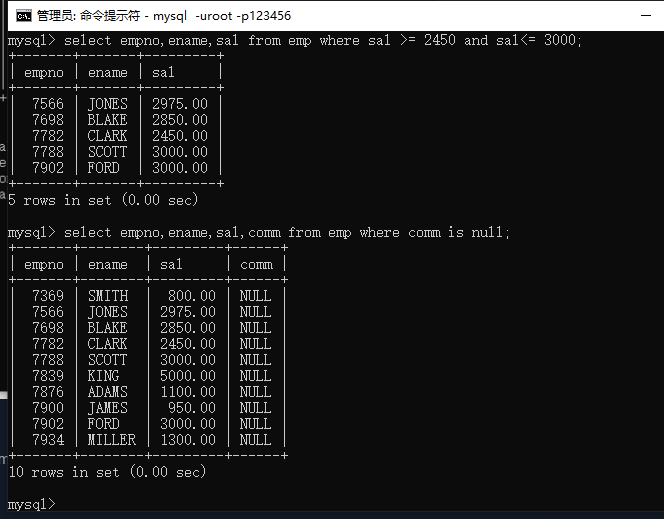 管理员: 命令提示符 - mysql  -uroot -p123456
mysql> select empno,ename,sal from emp where sal >= 2450 and sal<= 3000;
+-------+-------+---------+
| empno | ename | sal     |
+-------+-------+---------+
|  7566 | JONES | 2975.00 |
|  7698 | BLAKE | 2850.00 |
|  7782 | CLARK | 2450.00 |
|  7788 | SCOTT | 3000.00 |
|  7902 | FORD  | 3000.00 |
+-------+-------+---------+
5 rows in set (0.00 sec)
mysql> select empno,ename,sal,comm from emp where comm is null;
+-------+--------+---------+------+
| empno | ename  | sal     | comm |
+-------+--------+---------+------+
|  7369 | SMITH  |  800.00 | NULL |
|  7566 | JONES  | 2975.00 | NULL |
|  7698 | BLAKE  | 2850.00 | NULL |
|  7782 | CLARK  | 2450.00 | NULL |
|  7788 | SCOTT  | 3000.00 | NULL |
|  7839 | KING   | 5000.00 | NULL |
|  7876 | ADAMS  | 1100.00 | NULL |
|  7900 | JAMES  |  950.00 | NULL |
|  7902 | FORD   | 3000.00 | NULL |
|  7934 | MILLER | 1300.00 | NULL |
+-------+--------+---------+------+
10 rows in set (0.00 sec)
mysql>